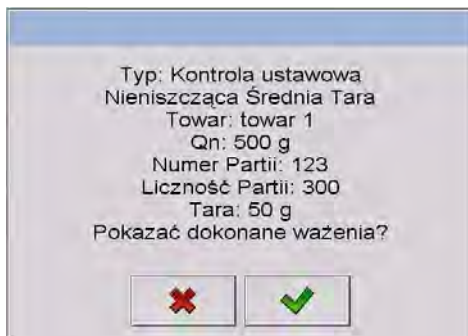 Typ: Kontrola ustawowa
Nieniszcząca Średnia Tara
Towar: towar 1
Qn: 500 g
Numer Partii: 123
Liczność Partii: 300
Tara: 50 g
Pokazać dokonane ważenia?